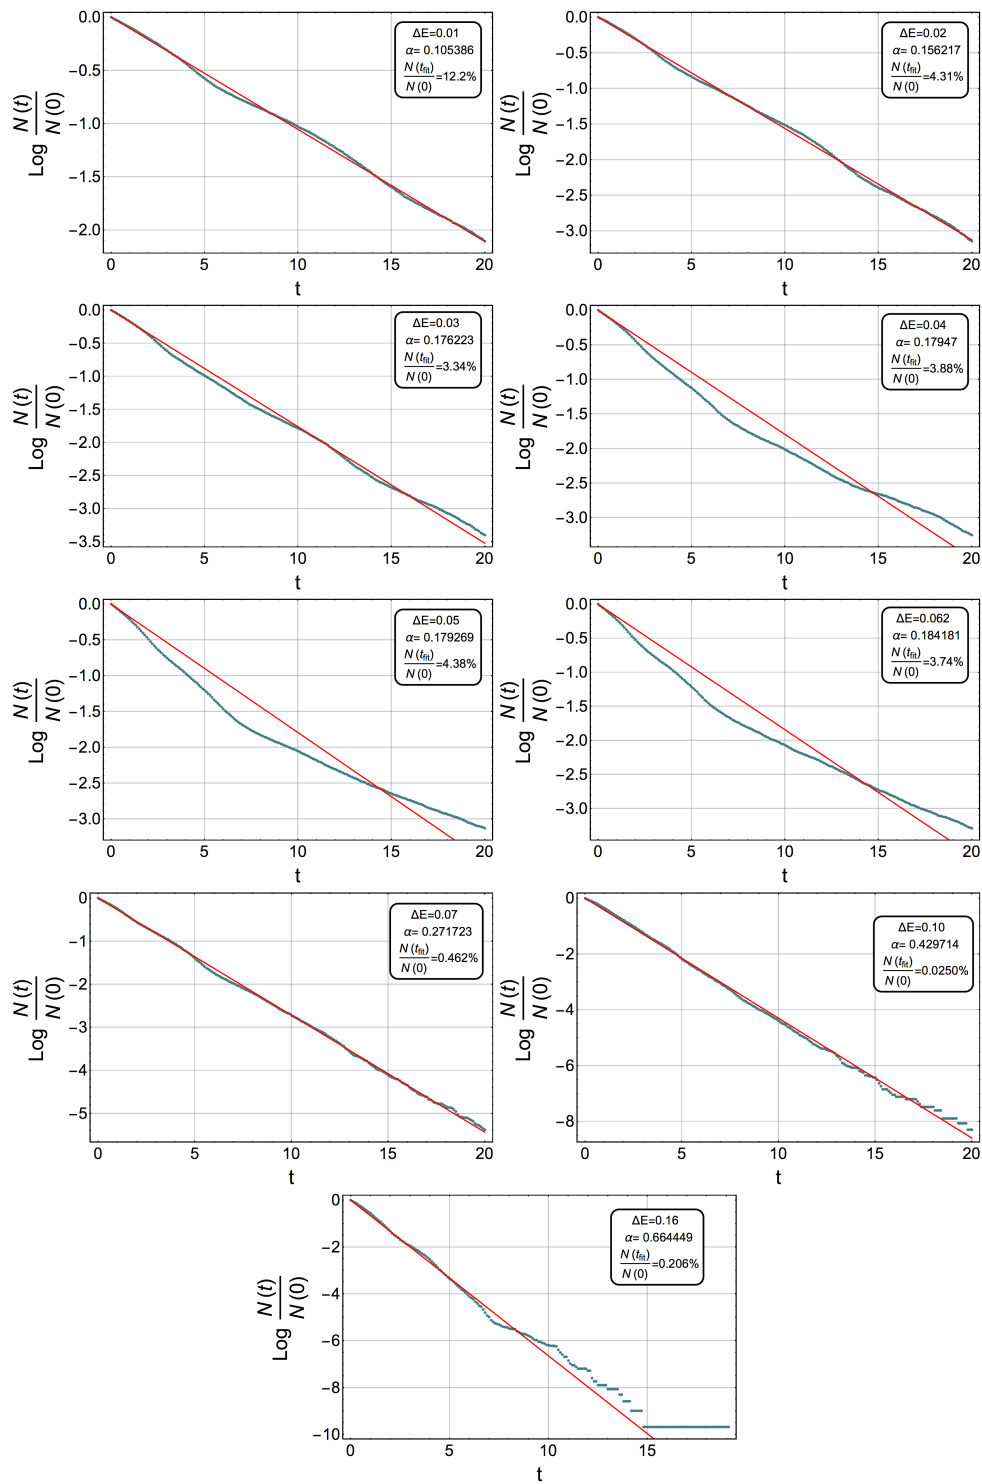 ΔE=0.01
α= 0.105386
N(t_fit)/N(0)=12.2%
Log N(t)/N(0)
0.0
−0.5
−1.0
−1.5
−2.0
0 5 10 15 20
t
ΔE=0.02
α= 0.156217
N(t_fit)/N(0)=4.31%
Log N(t)/N(0)
0.0
−0.5
−1.0
−1.5
−2.0
−2.5
−3.0
0 5 10 15 20
t
ΔE=0.03
α= 0.176223
N(t_fit)/N(0)=3.34%
Log N(t)/N(0)
0.0
−0.5
−1.0
−1.5
−2.0
−2.5
−3.0
−3.5
0 5 10 15 20
t
ΔE=0.04
α= 0.17947
N(t_fit)/N(0)=3.88%
Log N(t)/N(0)
0.0
−0.5
−1.0
−1.5
−2.0
−2.5
−3.0
0 5 10 15 20
t
ΔE=0.05
α= 0.179269
N(t_fit)/N(0)=4.38%
Log N(t)/N(0)
0.0
−0.5
−1.0
−1.5
−2.0
−2.5
−3.0
0 5 10 15 20
t
ΔE=0.062
α= 0.184181
N(t_fit)/N(0)=3.74%
Log N(t)/N(0)
0.0
−0.5
−1.0
−1.5
−2.0
−2.5
−3.0
0 5 10 15 20
t
ΔE=0.07
α= 0.271723
N(t_fit)/N(0)=0.462%
Log N(t)/N(0)
0
−1
−2
−3
−4
−5
0 5 10 15 20
t
ΔE=0.10
α= 0.429714
N(t_fit)/N(0)=0.0250%
Log N(t)/N(0)
0
−2
−4
−6
−8
0 5 10 15 20
t
ΔE=0.16
α= 0.664449
N(t_fit)/N(0)=0.206%
Log N(t)/N(0)
0
−2
−4
−6
−8
−10
0 5 10 15
t